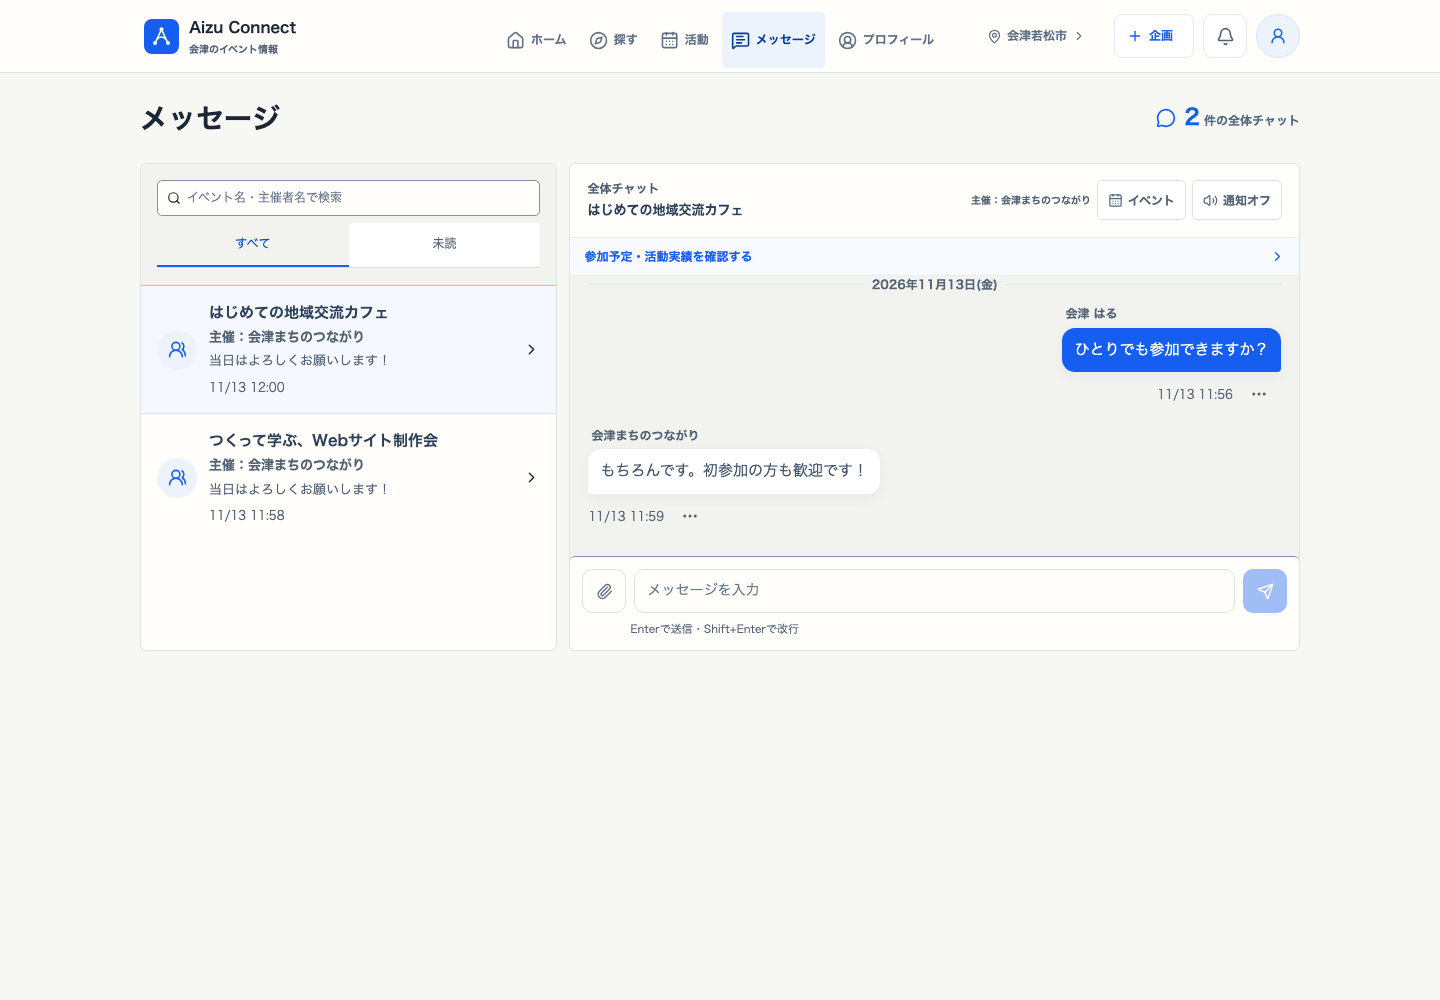 Aizu Connect
会津のイベント情報
ホーム
探す
活動
メッセージ
プロフィール
会津若松市
企画
メッセージ
2 件の全体チャット
イベント名・主催者名で検索
すべて
未読
はじめての地域交流カフェ
主催：会津まちのつながり
当日はよろしくお願いします！
11/13 12:00
つくって学ぶ、Webサイト制作会
主催：会津まちのつながり
当日はよろしくお願いします！
11/13 11:58
全体チャット
はじめての地域交流カフェ
主催：会津まちのつながり
イベント
通知オフ
参加予定・活動実績を確認する
2026年11月13日(金)
会津 はる
ひとりでも参加できますか？
11/13 11:56
会津まちのつながり
もちろんです。初参加の方も歓迎です！
11/13 11:59
メッセージを入力
Enterで送信・Shift+Enterで改行